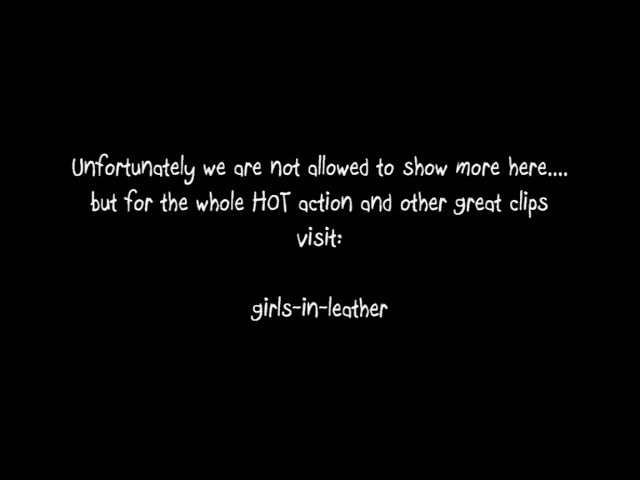 Unfortunately we are not allowed to show more here....
but for the whole HOT action and other great clips
visit:
girls-in-leather